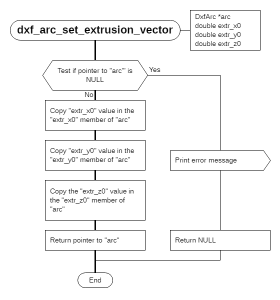 dxf_arc_set_extrusion_vector
DxfArc *arc
double extr_x0
double extr_y0
double extr_z0
Test if pointer to "arc" is
NULL
Yes
No
Copy "extr_x0" value in the
"extr_x0" member of "arc"
Copy "extr_y0" value in the
"extr_y0" member of "arc"
Print error message
Copy the "extr_z0" value in
the "extr_z0" member of
"arc"
Return pointer to "arc"
Return NULL
End